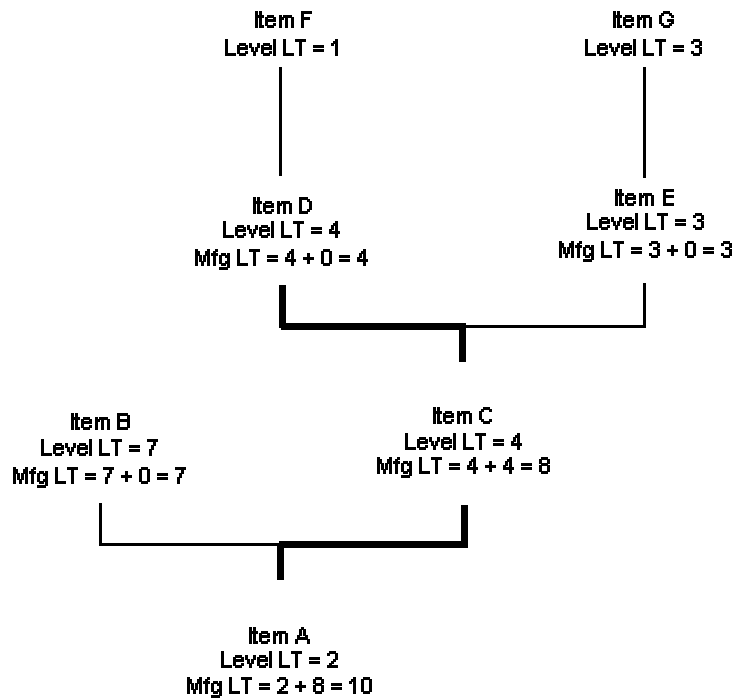 Item F
Level LT = 1
Item G
Level LT = 3
Item D
Level LT = 4
Mfg LT = 4 + 0 = 4
Item E
Level LT = 3
Mfg LT = 3 + 0 = 3
Item B
Level LT = 7
Mfg LT = 7 + 0 = 7
Item C
Level LT = 4
Mfg LT = 4 + 4 = 8
Item A
Level LT = 2
Mfg LT = 2 + 8 = 10